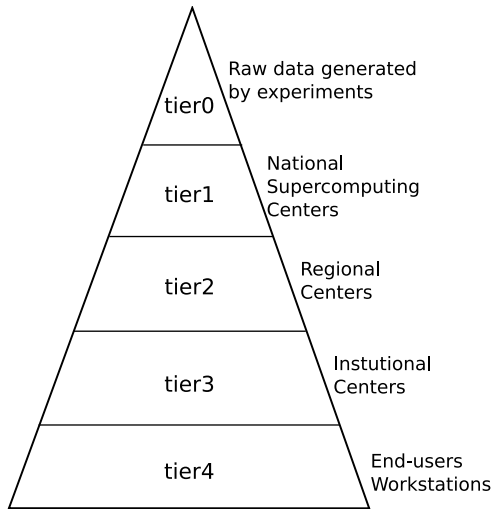 tier0
Raw data generated
by experiments
tier1
National
Supercomputing
Centers
tier2
Regional
Centers
tier3
Instutional
Centers
tier4
End-users
Workstations